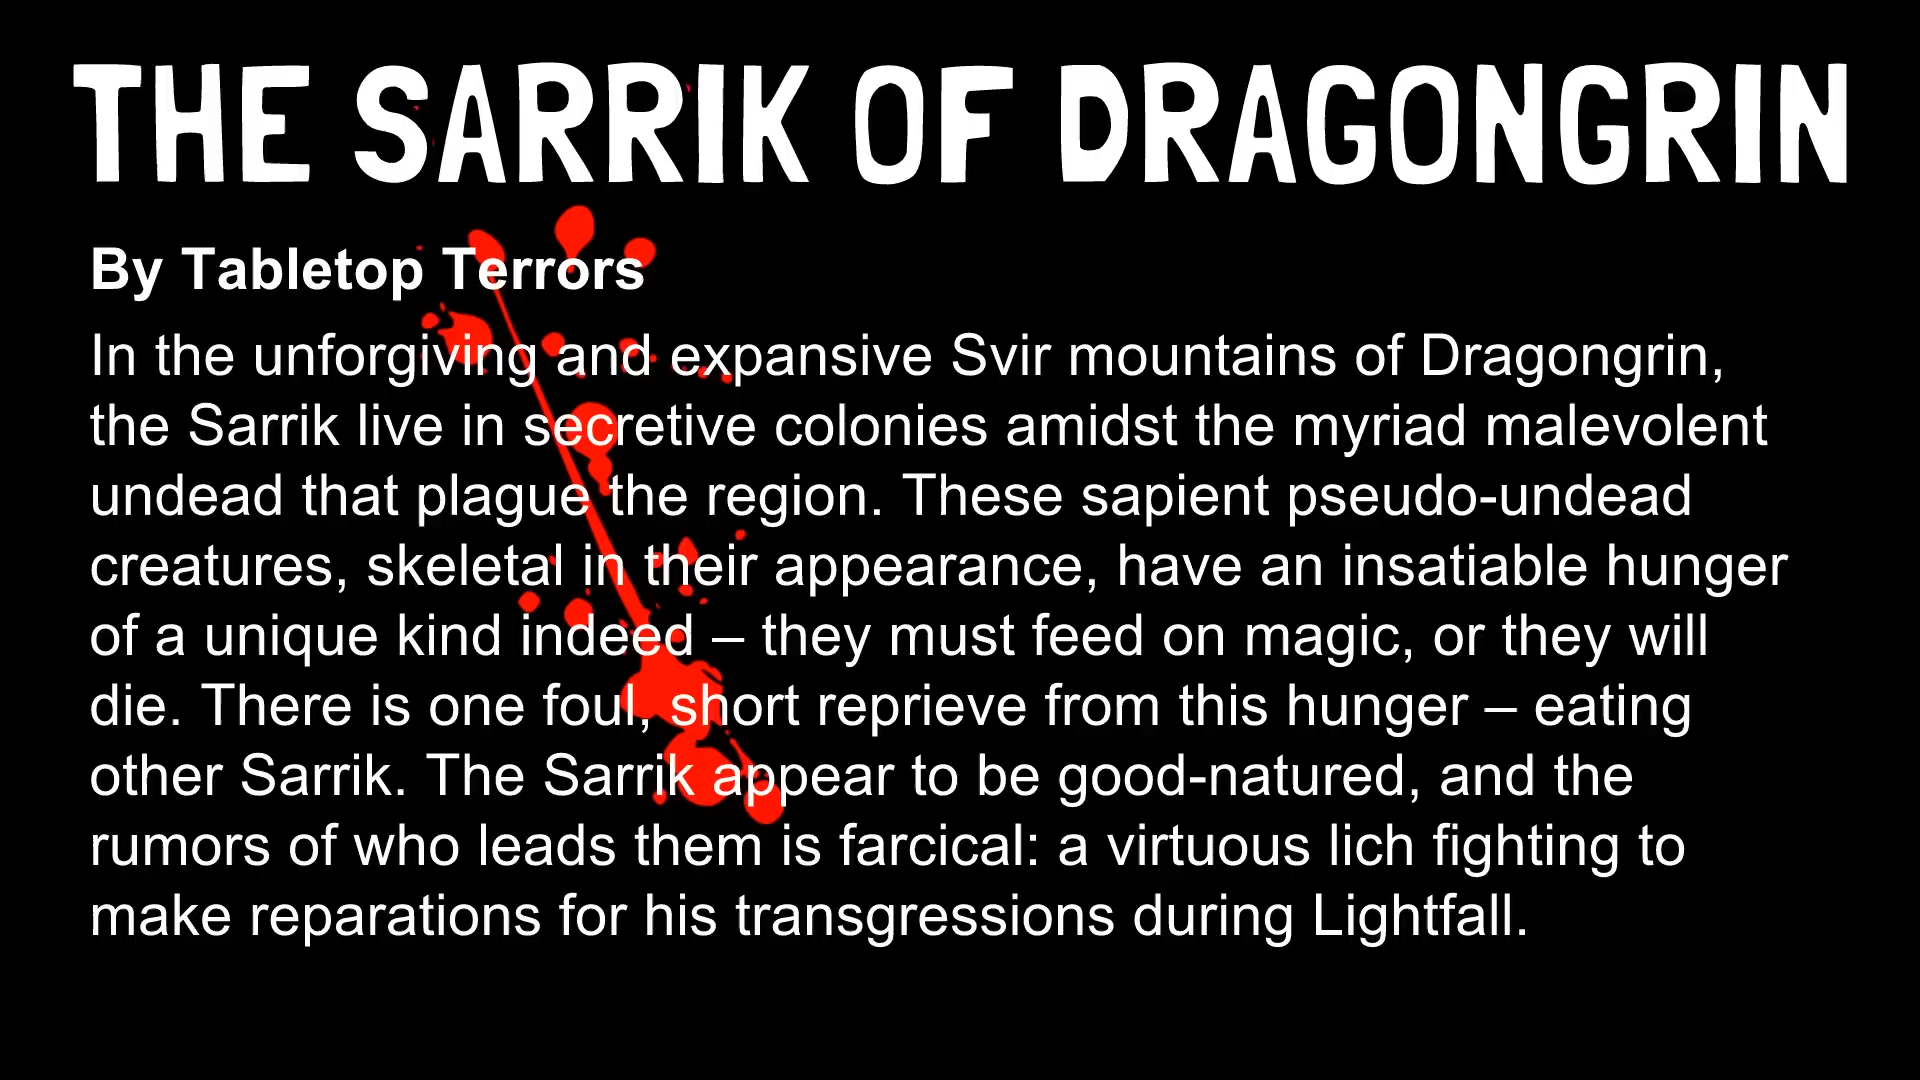 THE SARRIK OF DRAGONGRIN
By Tabletop Terrors
In the unforgiving and expansive Svir mountains of Dragongrin,
the Sarrik live in secretive colonies amidst the myriad malevolent
undead that plague the region. These sapient pseudo-undead
creatures, skeletal in their appearance, have an insatiable hunger
of a unique kind indeed – they must feed on magic, or they will
die. There is one foul, short reprieve from this hunger – eating
other Sarrik. The Sarrik appear to be good-natured, and the
rumors of who leads them is farcical: a virtuous lich fighting to
make reparations for his transgressions during Lightfall.